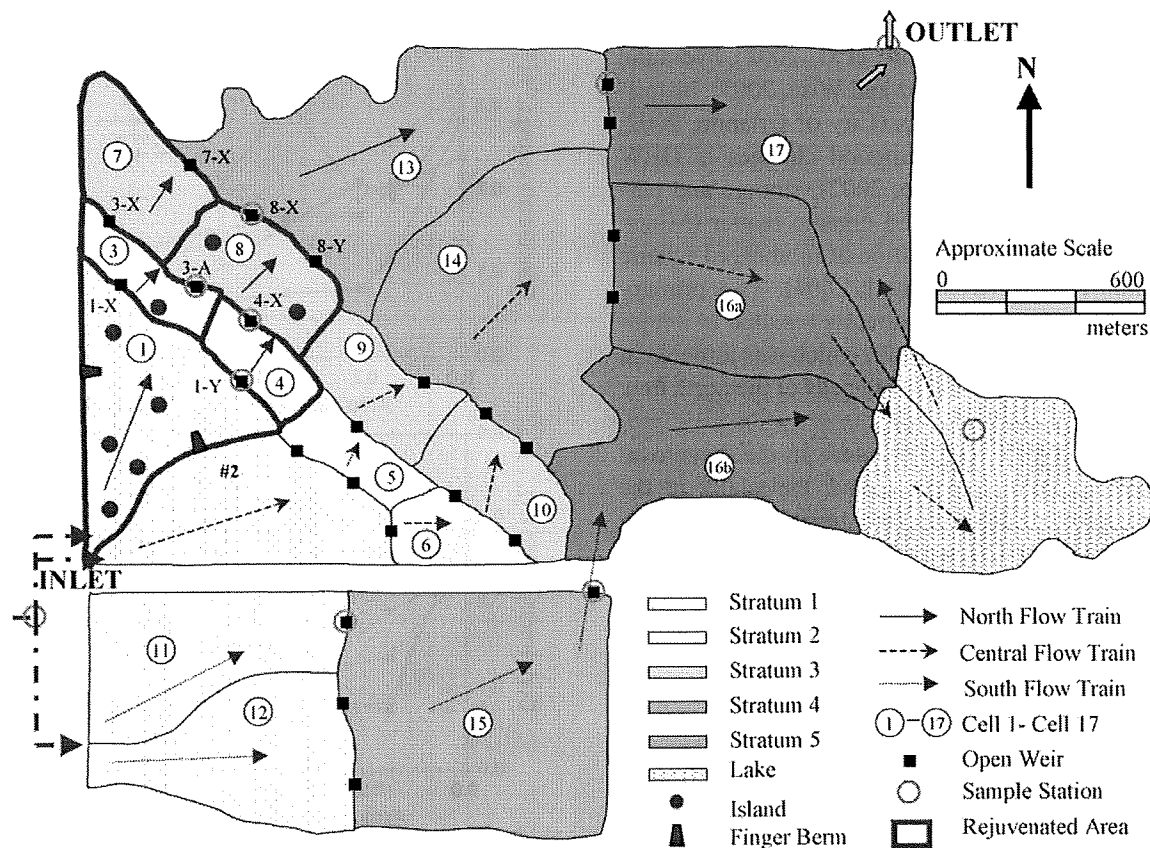 OUTLET
N
7
7-X
13
17
3-X
8-X
3
8
8-Y
14
Approximate Scale
0 600
meters
3-A
4-X
16a
1-X
1
9
1-Y
4
#2
5
16b
10
6
INLET
11
12
15
Stratum 1
Stratum 2
Stratum 3
Stratum 4
Stratum 5
Lake
Island
Finger Berm
North Flow Train
Central Flow Train
South Flow Train
1 - 17 Cell 1- Cell 17
Open Weir
Sample Station
Rejuvenated Area